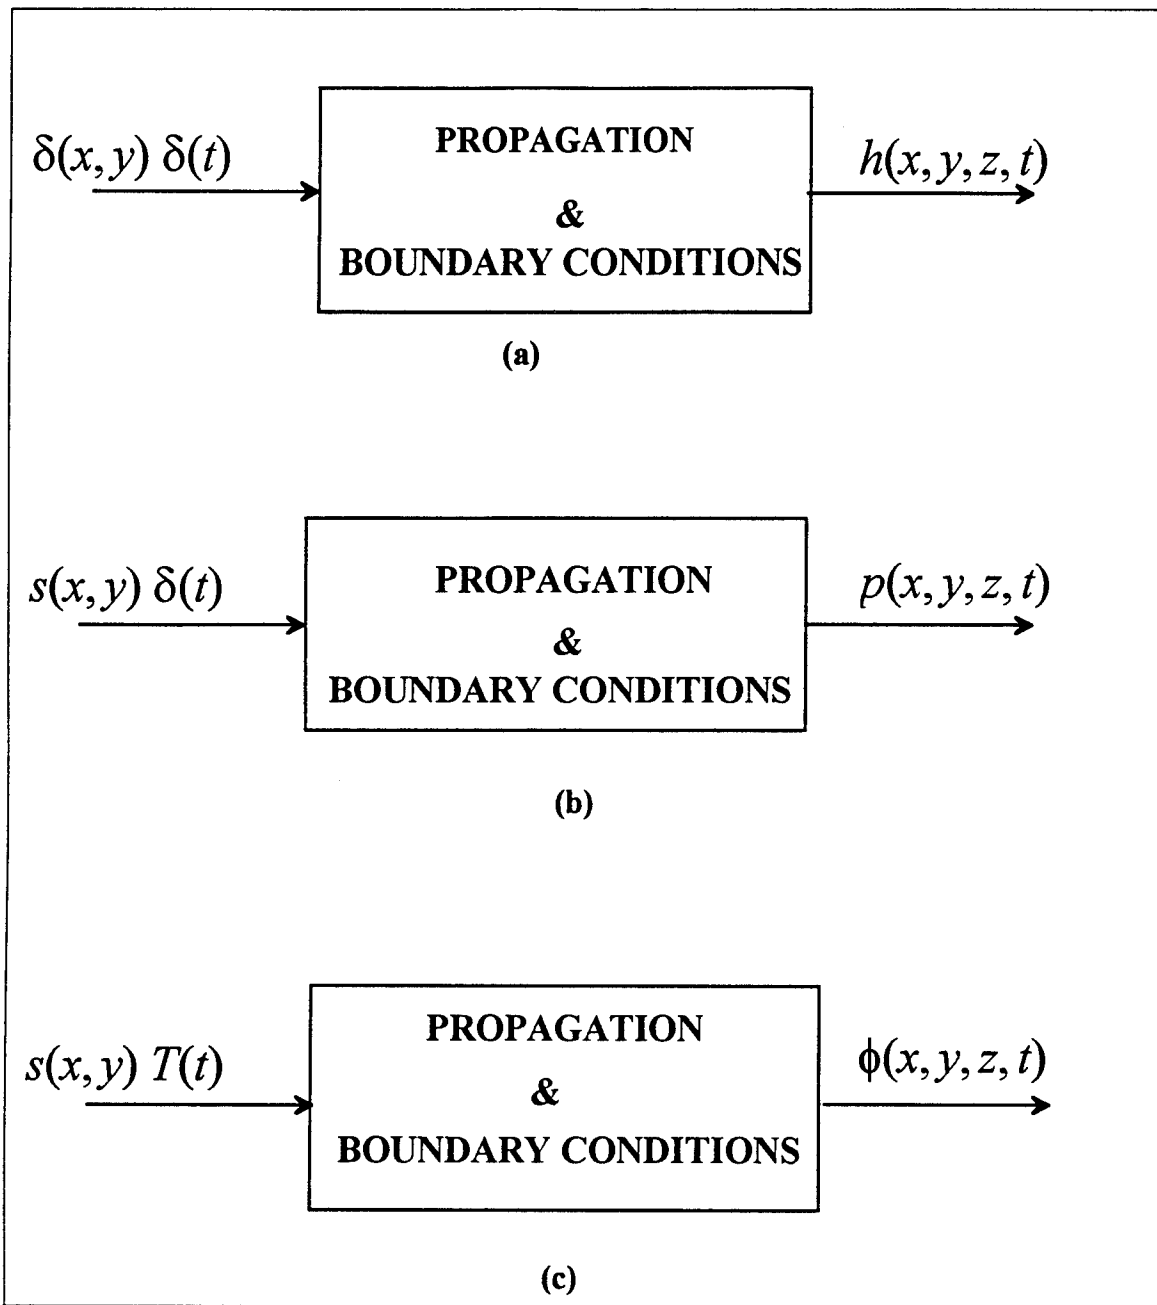 δ(x, y) δ(t)
PROPAGATION
&
BOUNDARY CONDITIONS
h(x, y, z, t)
(a)
s(x, y) δ(t)
PROPAGATION
&
BOUNDARY CONDITIONS
p(x, y, z, t)
(b)
s(x, y) T(t)
PROPAGATION
&
BOUNDARY CONDITIONS
ϕ(x, y, z, t)
(c)